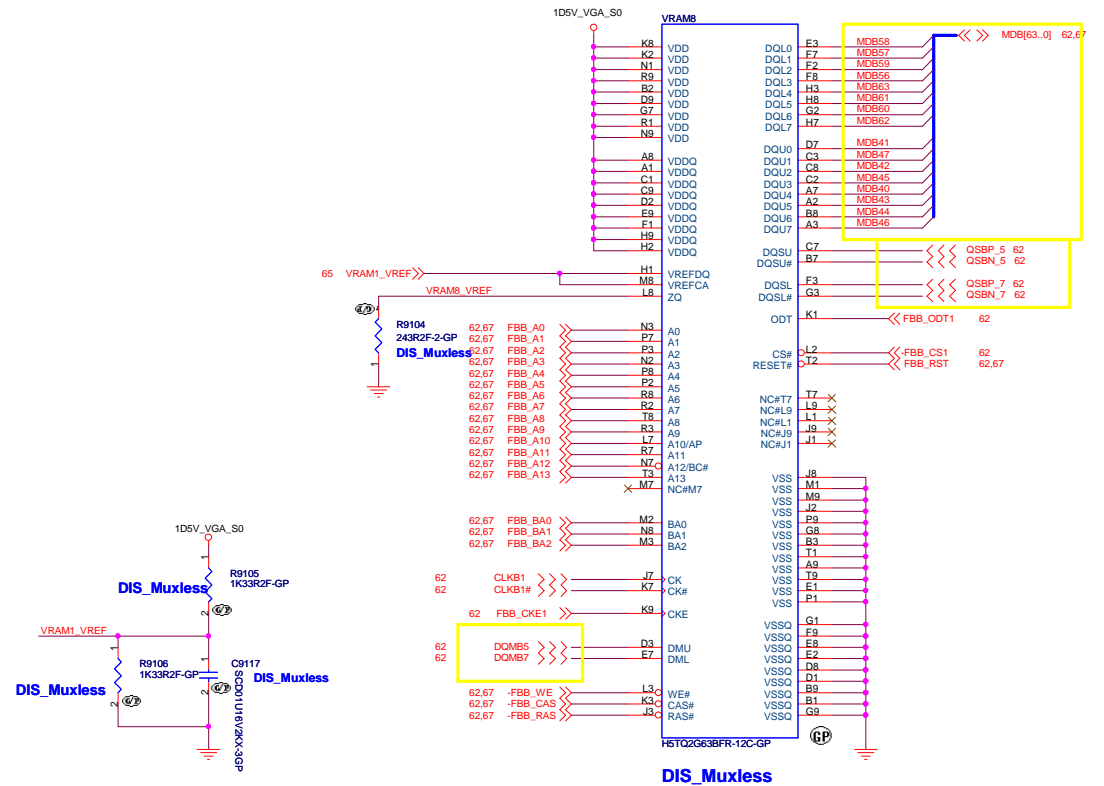 1D5V_VGA_S0
VRAM8
K8 VDD
K2 VDD
N1 VDD
R9 VDD
B2 VDD
D9 VDD
G7 VDD
R1 VDD
N9 VDD
A8 VDDQ
A1 VDDQ
C1 VDDQ
C9 VDDQ
D2 VDDQ
E9 VDDQ
F1 VDDQ
H9 VDDQ
H2 VDDQ
65 VRAM1_VREF H1 VREFDQ
M8 VREFCA
VRAM8_VREF L8 ZQ
R9104
243R2F-2-GP
DIS_Muxless
1
62,67 FBB_A0 N3 A0
62,67 FBB_A1 P7 A1
62,67 FBB_A2 P3 A2
62,67 FBB_A3 N2 A3
62,67 FBB_A4 P8 A4
62,67 FBB_A5 P2 A5
62,67 FBB_A6 R8 A6
62,67 FBB_A7 R2 A7
62,67 FBB_A8 T8 A8
62,67 FBB_A9 R3 A9
62,67 FBB_A10 L7 A10/AP
62,67 FBB_A11 R7 A11
62,67 FBB_A12 N7 A12/BC#
62,67 FBB_A13 T3 A13
M7 NC#M7
62,67 FBB_BA0 M2 BA0
62,67 FBB_BA1 N8 BA1
62,67 FBB_BA2 M3 BA2
62 CLKB1 J7 CK
62 CLKB1# K7 CK#
62 FBB_CKE1 K9 CKE
62 DQMB5 D3 DMU
62 DQMB7 E7 DML
62,67 -FBB_WE L3 WE#
62,67 -FBB_CAS K3 CAS#
62,67 -FBB_RAS J3 RAS#
DQL0 E3 MDB58
DQL1 F7 MDB57
DQL2 F2 MDB59
DQL3 F8 MDB56
DQL4 H3 MDB63
DQL5 H8 MDB61
DQL6 G2 MDB60
DQL7 H7 MDB62
MDB[63..0] 62,67
DQU0 D7 MDB41
DQU1 C3 MDB47
DQU2 C8 MDB42
DQU3 C2 MDB45
DQU4 A7 MDB40
DQU5 A2 MDB43
DQU6 B8 MDB44
DQU7 A3 MDB46
DQSU C7 QSBP_5 62
DQSU# B7 QSBN_5 62
DQSL F3 QSBP_7 62
DQSL# G3 QSBN_7 62
ODT K1 FBB_ODT1 62
CS# L2 -FBB_CS1 62
RESET# T2 FBB_RST 62,67
NC#T7 T7
NC#L9 L9
NC#L1 L1
NC#J9 J9
NC#J1 J1
VSS J8
VSS M1
VSS M9
VSS J2
VSS P9
VSS G8
VSS B3
VSS T1
VSS A9
VSS T9
VSS E1
VSS P1
VSSQ G1
VSSQ F9
VSSQ E8
VSSQ E2
VSSQ D8
VSSQ D1
VSSQ B9
VSSQ B1
VSSQ G9
H5TQ2G63BFR-12C-GP
GP
DIS_Muxless
1D5V_VGA_S0
1
R9105
1K33R2F-GP
DIS_Muxless
2
VRAM1_VREF
1
R9106
1K33R2F-GP
DIS_Muxless
2
1
C9117
SCD01U16V2KX-3GP
DIS_Muxless
2